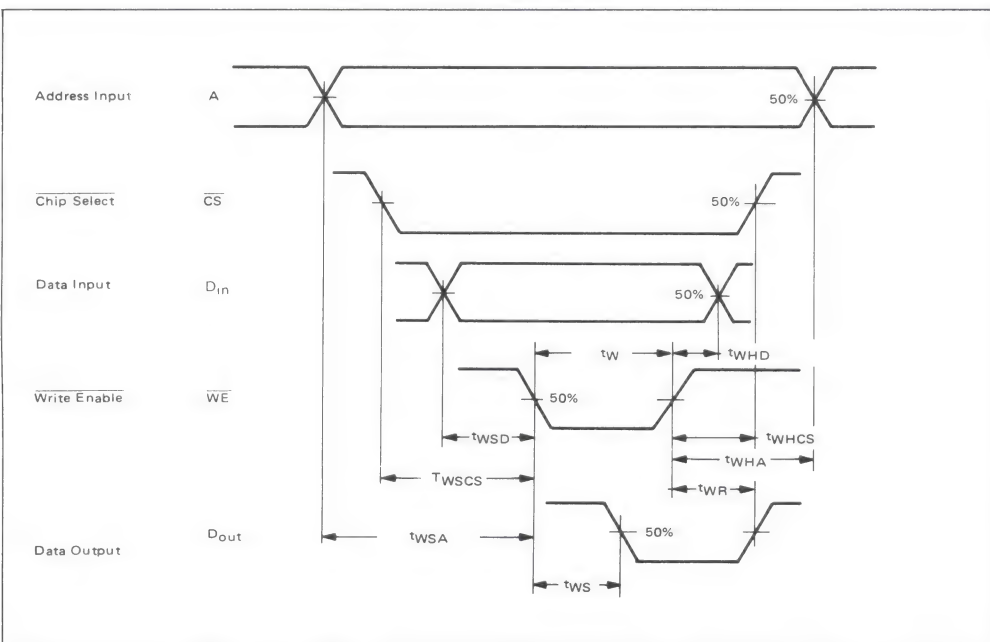 Address Input A 50%
Chip Select CS 50%
Data Input Din 50%
tW tWHD
Write Enable WE 50%
tWSD tWHCS
TWSCS tWHA
tWR
Data Output Dout tWSA 50%
tWS